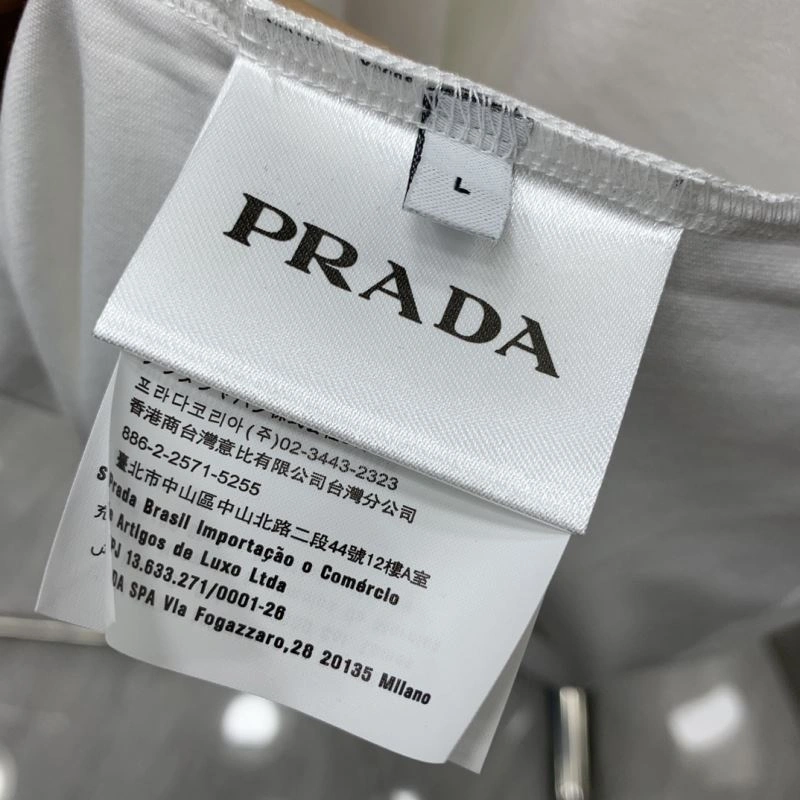 L
PRADA
프라다코리아(주)02-3443-2323
香港商台灣意比有限公司台灣分公司
886-2-2571-5255
臺北市中山區中山北路二段44號12樓A室
Prada Brasil Importação o Comércio
Artigos de Luxo Ltda
PJ 13.633.271/0001-26
DA SPA Via Fogazzaro,28 20135 Milano